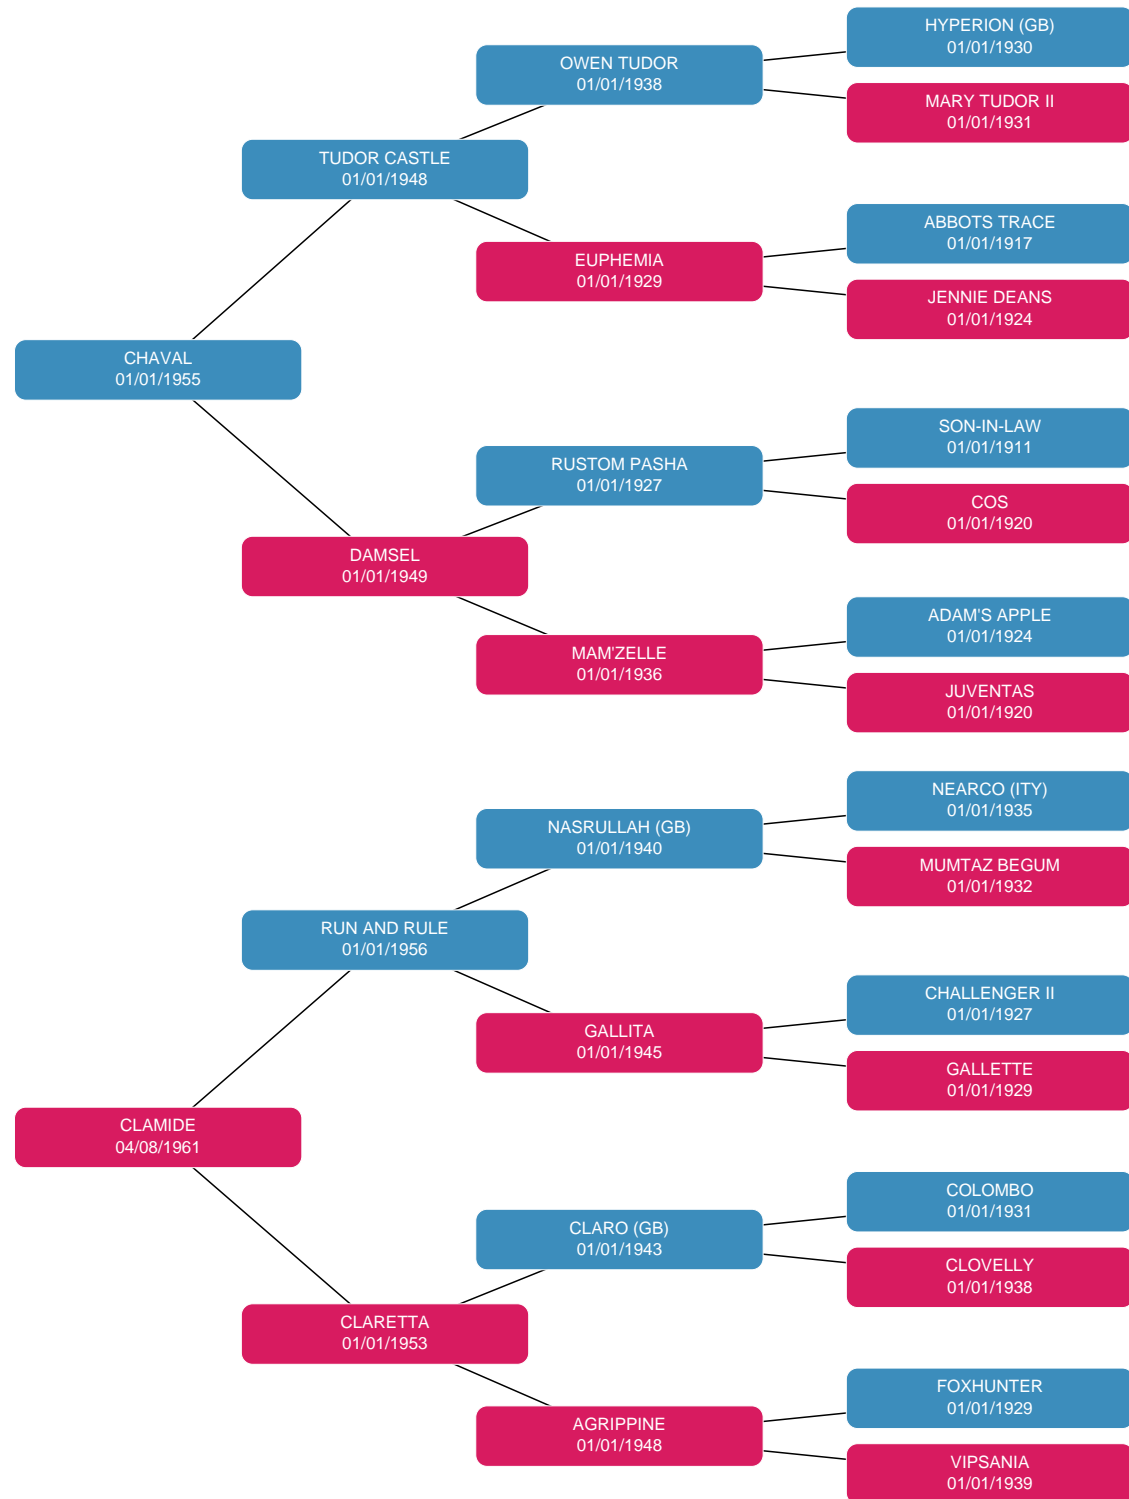 HYPERION (GB)
01/01/1930
OWEN TUDOR
01/01/1938
MARY TUDOR II
01/01/1931
TUDOR CASTLE
01/01/1948
ABBOTS TRACE
01/01/1917
EUPHEMIA
01/01/1929
JENNIE DEANS
01/01/1924
CHAVAL
01/01/1955
SON-IN-LAW
01/01/1911
RUSTOM PASHA
01/01/1927
COS
01/01/1920
DAMSEL
01/01/1949
ADAM'S APPLE
01/01/1924
MAM'ZELLE
01/01/1936
JUVENTAS
01/01/1920
NEARCO (ITY)
01/01/1935
NASRULLAH (GB)
01/01/1940
MUMTAZ BEGUM
01/01/1932
RUN AND RULE
01/01/1956
CHALLENGER II
01/01/1927
GALLITA
01/01/1945
GALLETTE
01/01/1929
CLAMIDE
04/08/1961
COLOMBO
01/01/1931
CLARO (GB)
01/01/1943
CLOVELLY
01/01/1938
CLARETTA
01/01/1953
FOXHUNTER
01/01/1929
AGRIPPINE
01/01/1948
VIPSANIA
01/01/1939